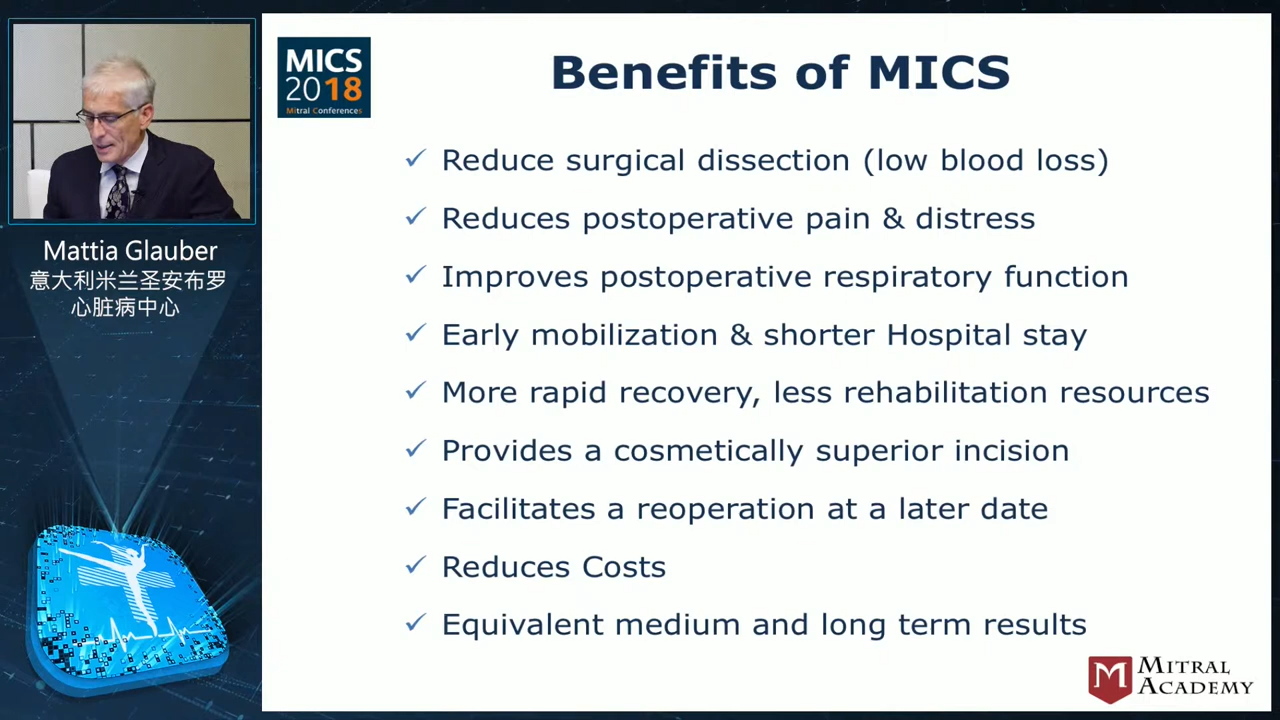 MICS
2018
Mitral Conferences
Benefits of MICS
Reduce surgical dissection (low blood loss)
Reduces postoperative pain & distress
Improves postoperative respiratory function
Early mobilization & shorter Hospital stay
More rapid recovery, less rehabilitation resources
Provides a cosmetically superior incision
Facilitates a reoperation at a later date
Reduces Costs
Equivalent medium and long term results
Mattia Glauber
意大利米兰圣安布罗
心脏病中心
M MITRAL
ACADEMY